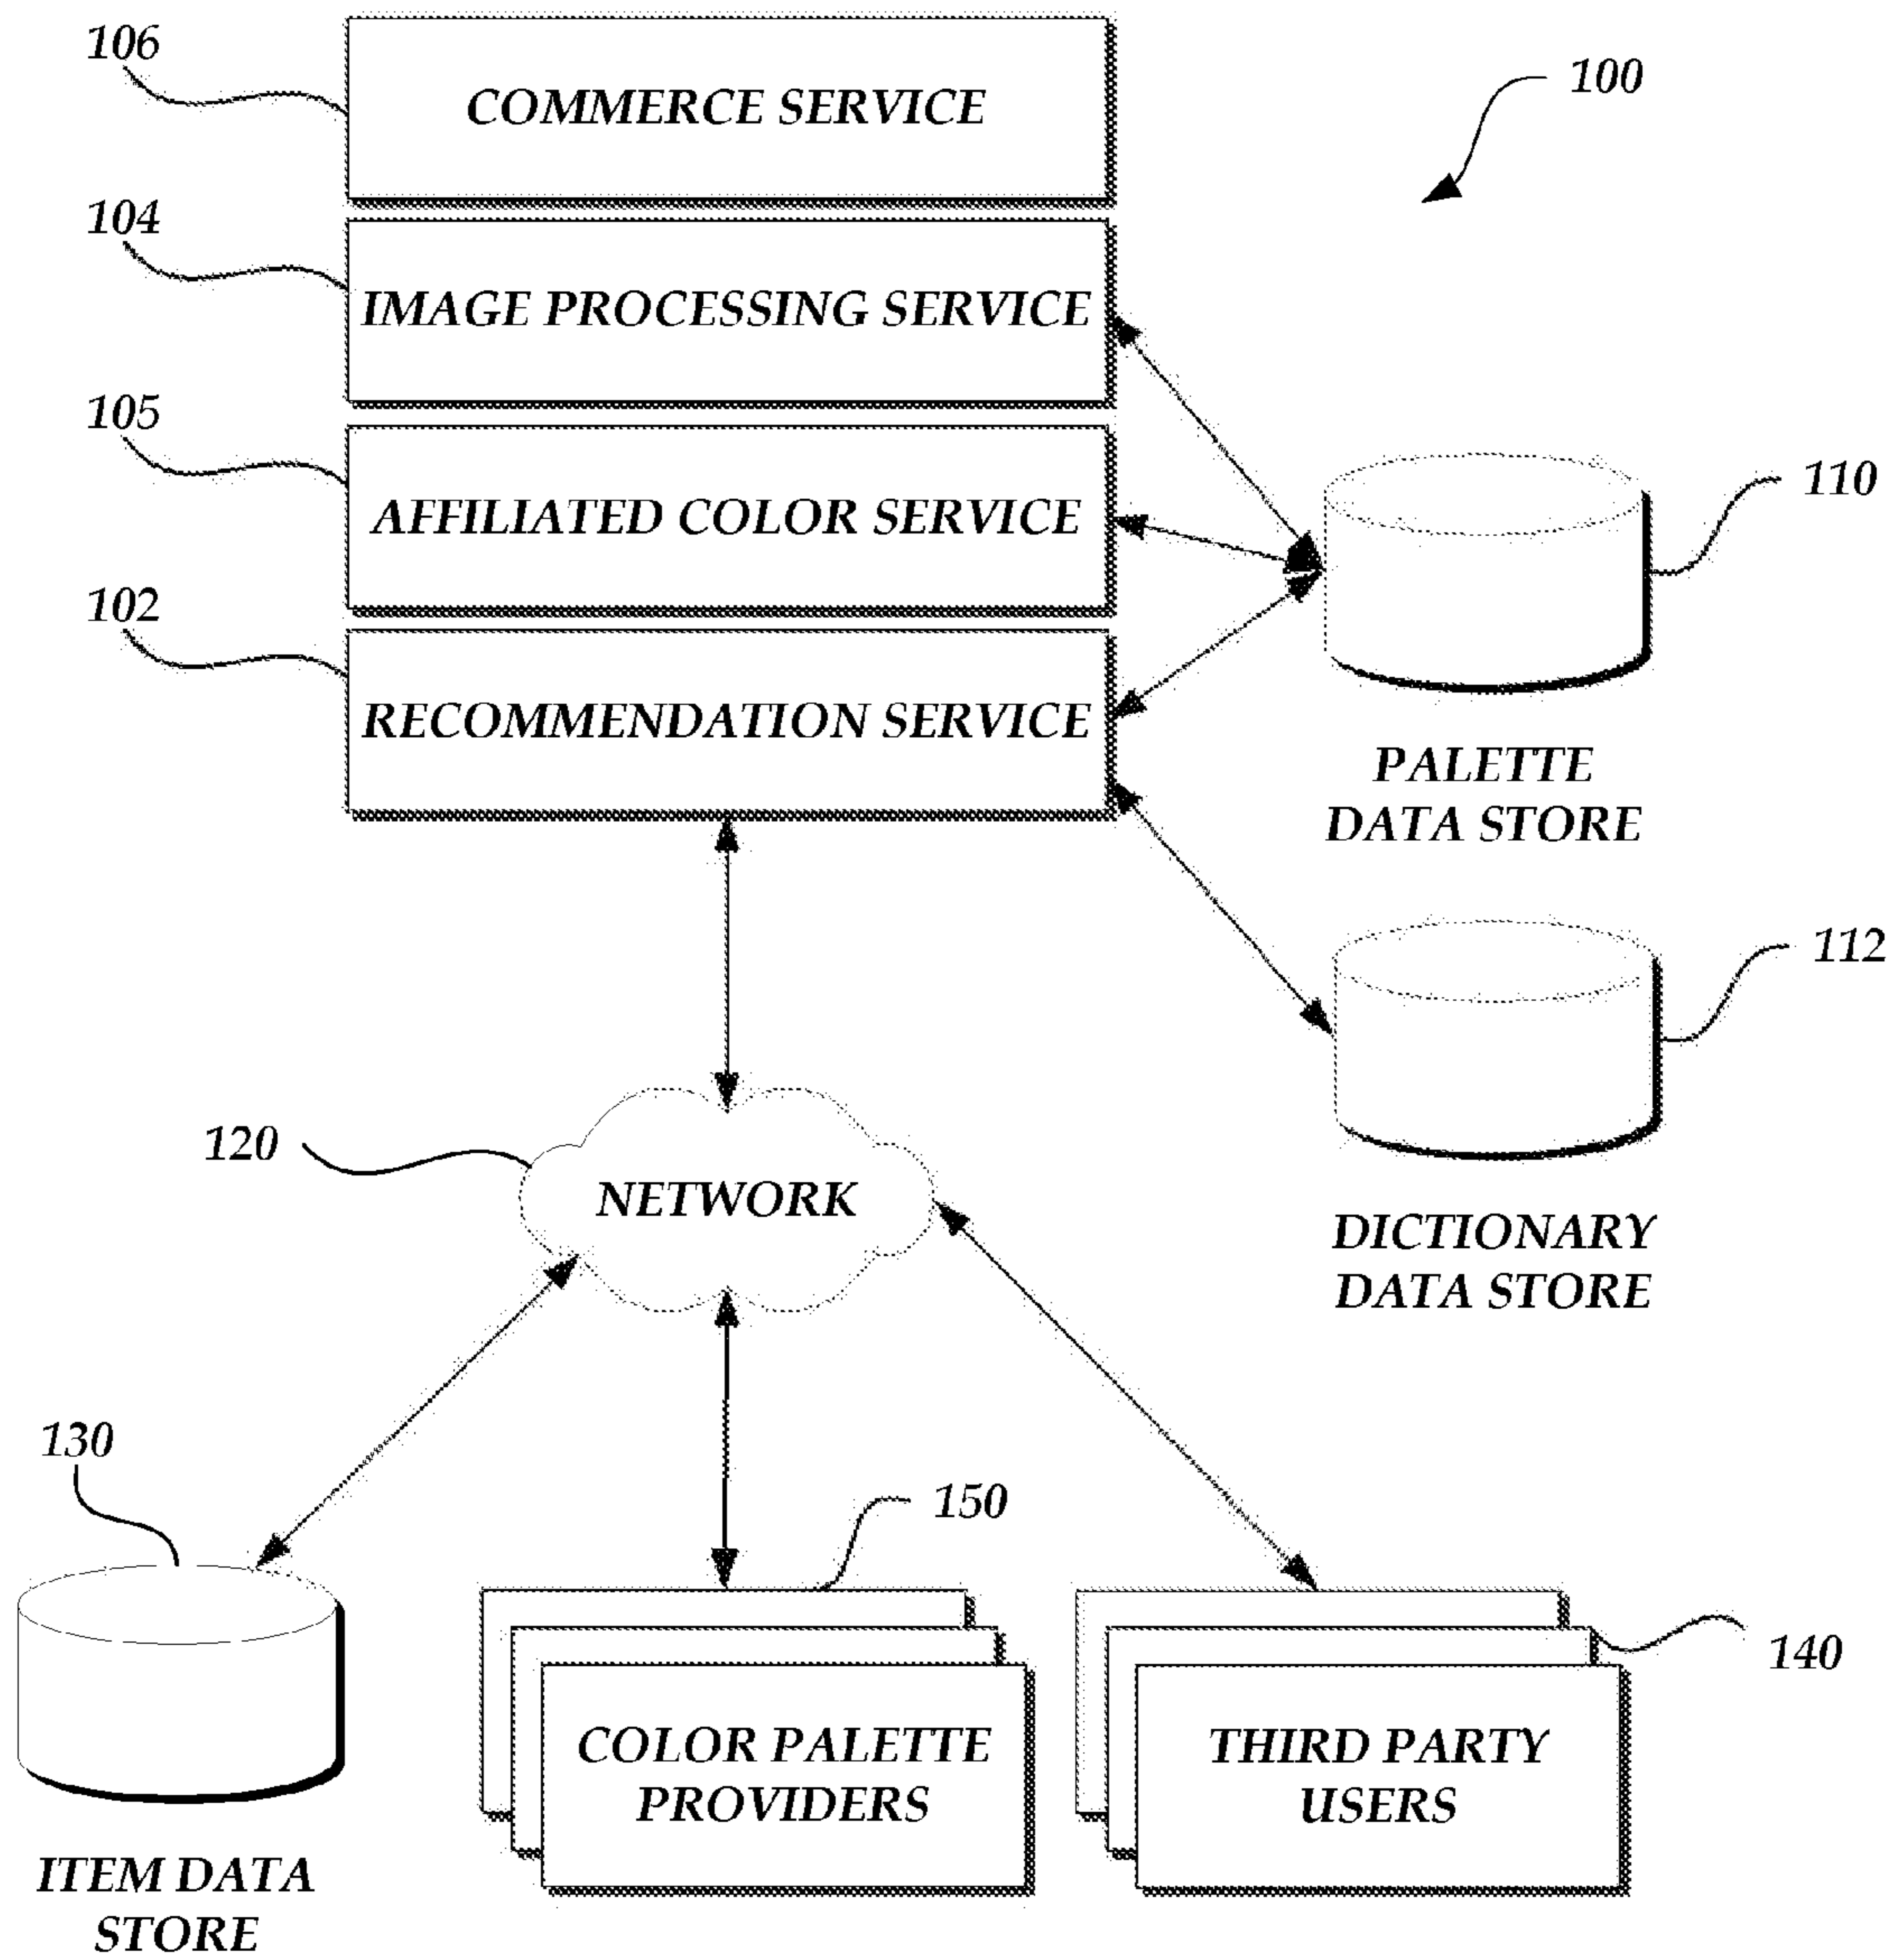 106
COMMERCE SERVICE
100
104
IMAGE PROCESSING SERVICE
105
AFFILIATED COLOR SERVICE
110
102
RECOMMENDATION SERVICE
PALETTE
DATA STORE
112
120
NETWORK
DICTIONARY
DATA STORE
130
150
140
COLOR PALETTE
PROVIDERS
THIRD PARTY
USERS
ITEM DATA
STORE